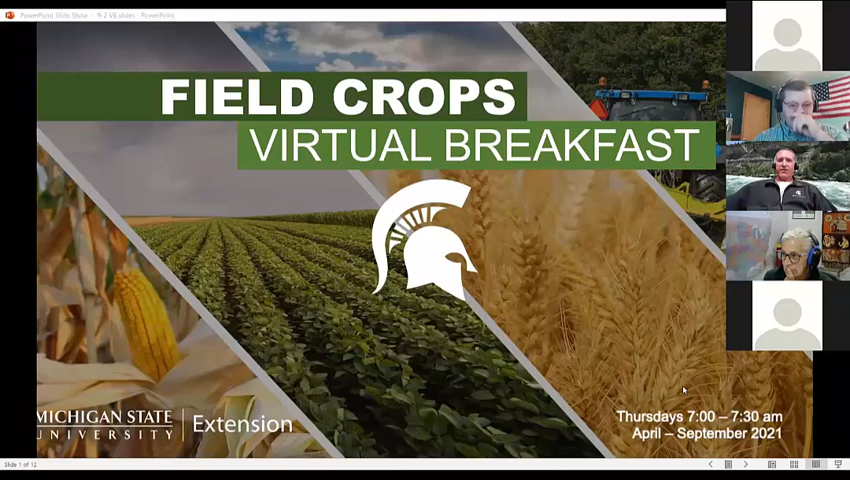 PowerPoint Slide Show - 9-2 VB slides - PowerPoint
FIELD CROPS
VIRTUAL BREAKFAST
MICHIGAN STATE
UNIVERSITY
Extension
Thursdays 7:00 – 7:30 am
April – September 2021
Slide 1 of 12